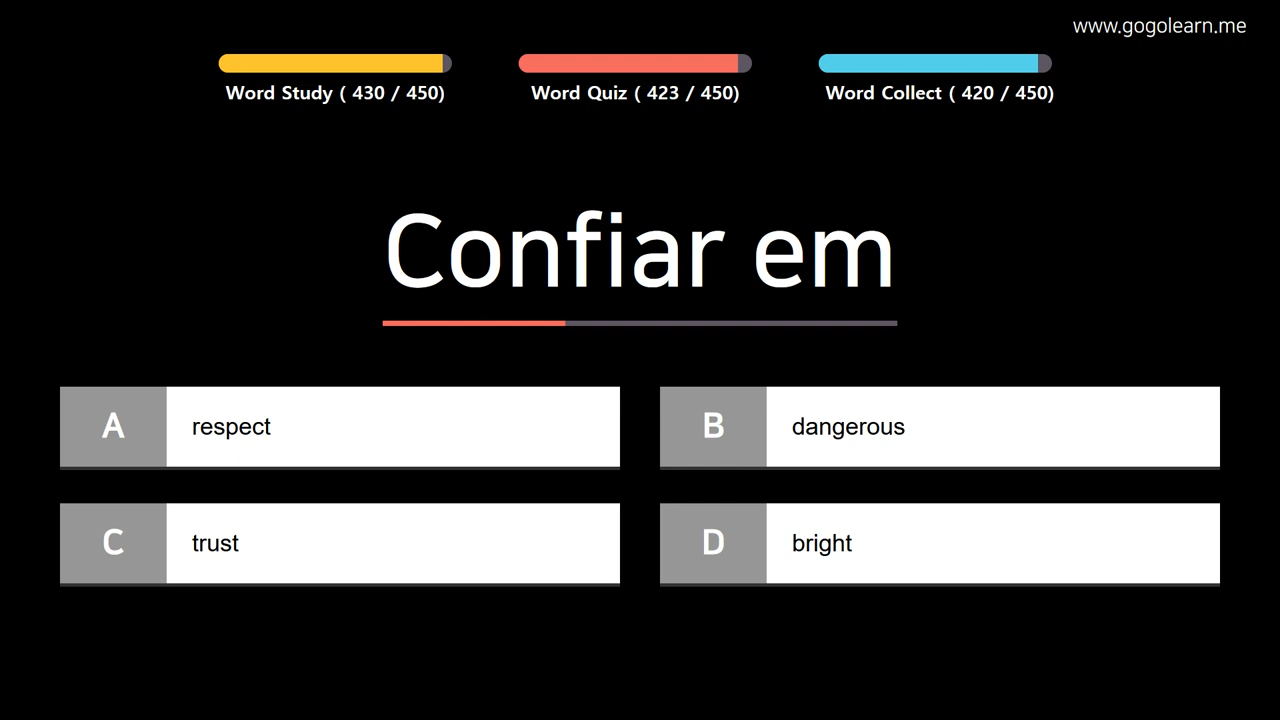 www.gogolearn.me
Word Study ( 430 / 450)
Word Quiz ( 423 / 450)
Word Collect ( 420 / 450)
Confiar em
A
respect
B
dangerous
C
trust
D
bright